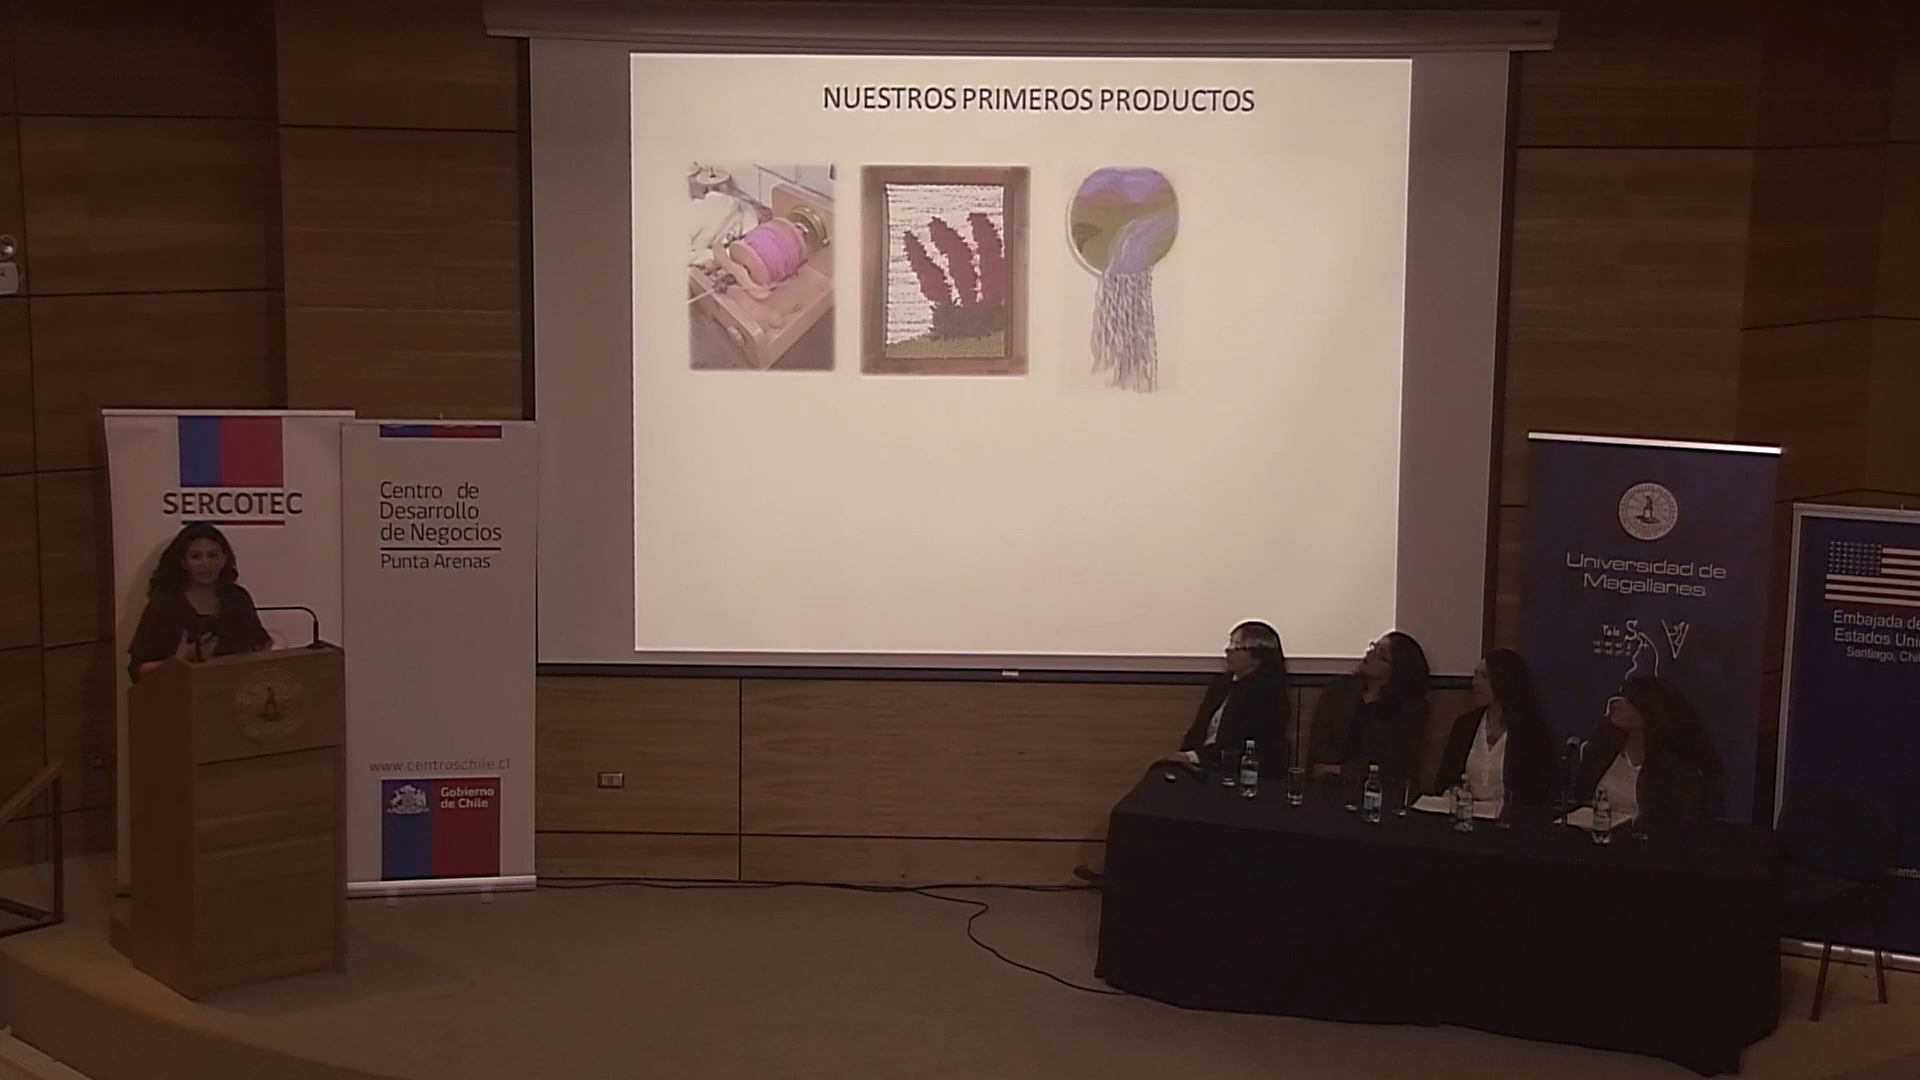 NUESTROS PRIMEROS PRODUCTOS
SERCOTEC
Centro de
Desarrollo
de Negocios
Punta Arenas
www.centroschile.cl
Gobierno
de Chile
Universidad de
Magallanes
Embajada de
Estados Uni
Santiago, Chi